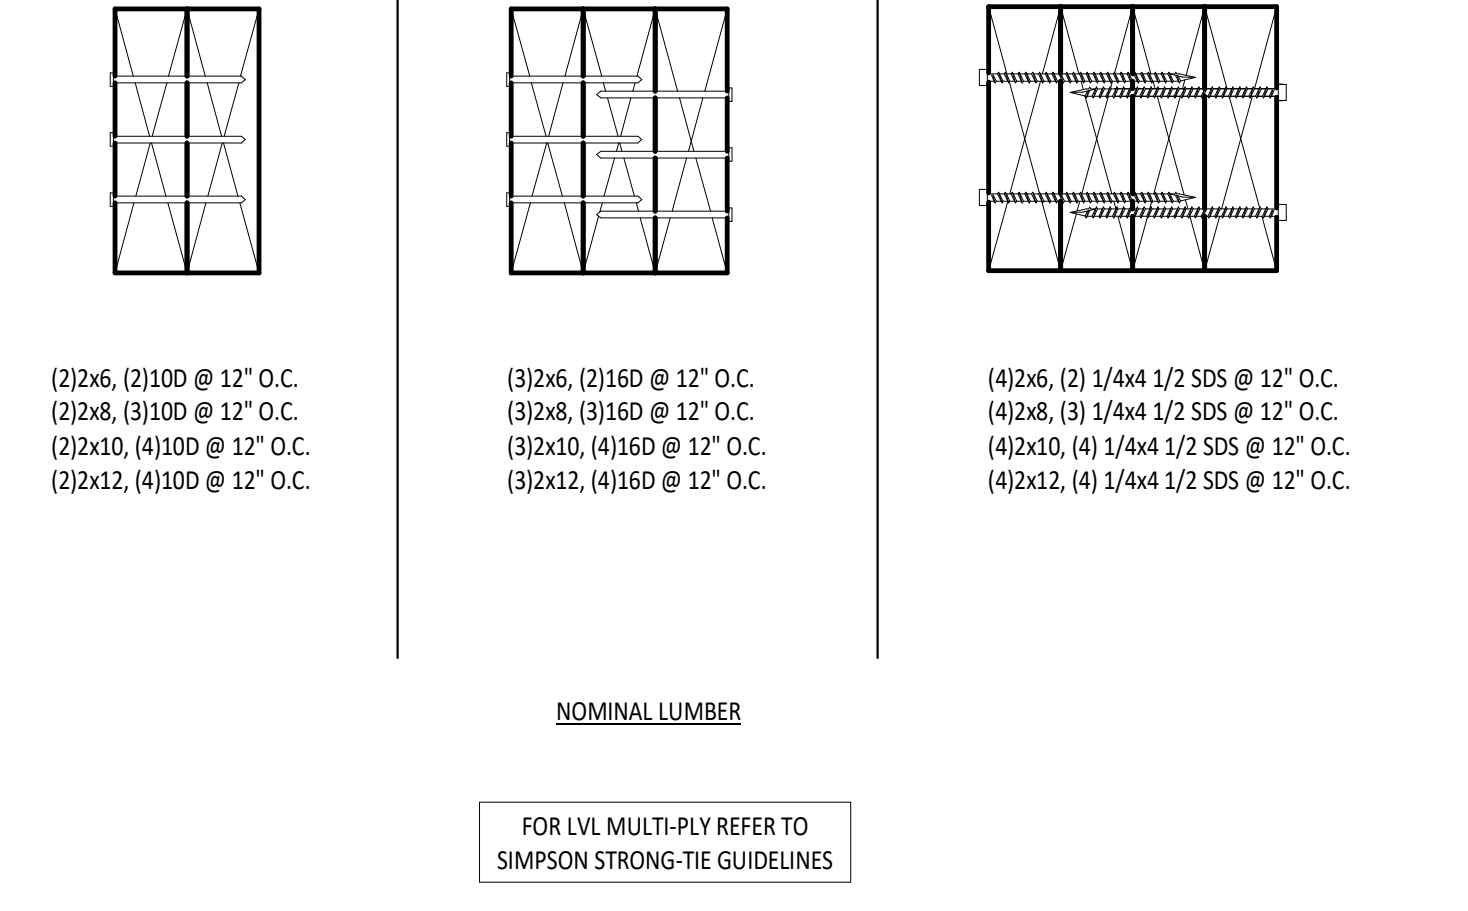 (2)2x6, (2)10D @ 12" O.C.
(2)2x8, (3)10D @ 12" O.C.
(2)2x10, (4)10D @ 12" O.C.
(2)2x12, (4)10D @ 12" O.C.
(3)2x6, (2)16D @ 12" O.C.
(3)2x8, (3)16D @ 12" O.C.
(3)2x10, (4)16D @ 12" O.C.
(3)2x12, (4)16D @ 12" O.C.
(4)2x6, (2) 1/4x4 1/2 SDS @ 12" O.C.
(4)2x8, (3) 1/4x4 1/2 SDS @ 12" O.C.
(4)2x10, (4) 1/4x4 1/2 SDS @ 12" O.C.
(4)2x12, (4) 1/4x4 1/2 SDS @ 12" O.C.
NOMINAL LUMBER
FOR LVL MULTI-PLY REFER TO
SIMPSON STRONG-TIE GUIDELINES